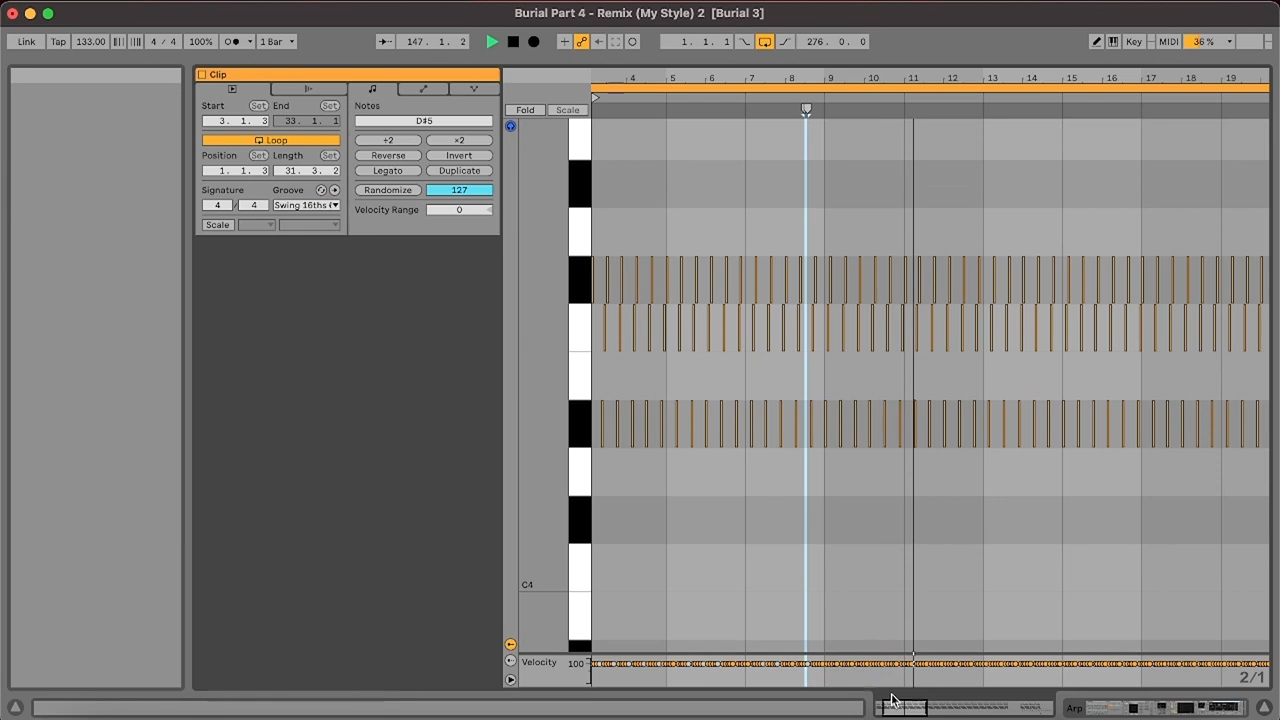 Burial Part 4 - Remix (My Style) 2 [Burial 3]
Link Tap 133.00 4 / 4 100% 1 Bar 147. 1. 2 1. 1. 1 276. 0. 0 Key MIDI 36 %
Clip
4 5 6 7 8 9 10 11 12 13 14 15 16 17 18 19
Start Set End Set Notes
Fold Scale
3. 1. 3 33. 1. 1 D#5
Loop ÷2 ×2
Position Set Length Set Reverse Invert
1. 1. 3 31. 3. 2 Legato Duplicate
Signature Groove Randomize 127
4 / 4 Swing 16ths Velocity Range 0
Scale
C4
Velocity 100
2/1
Arp